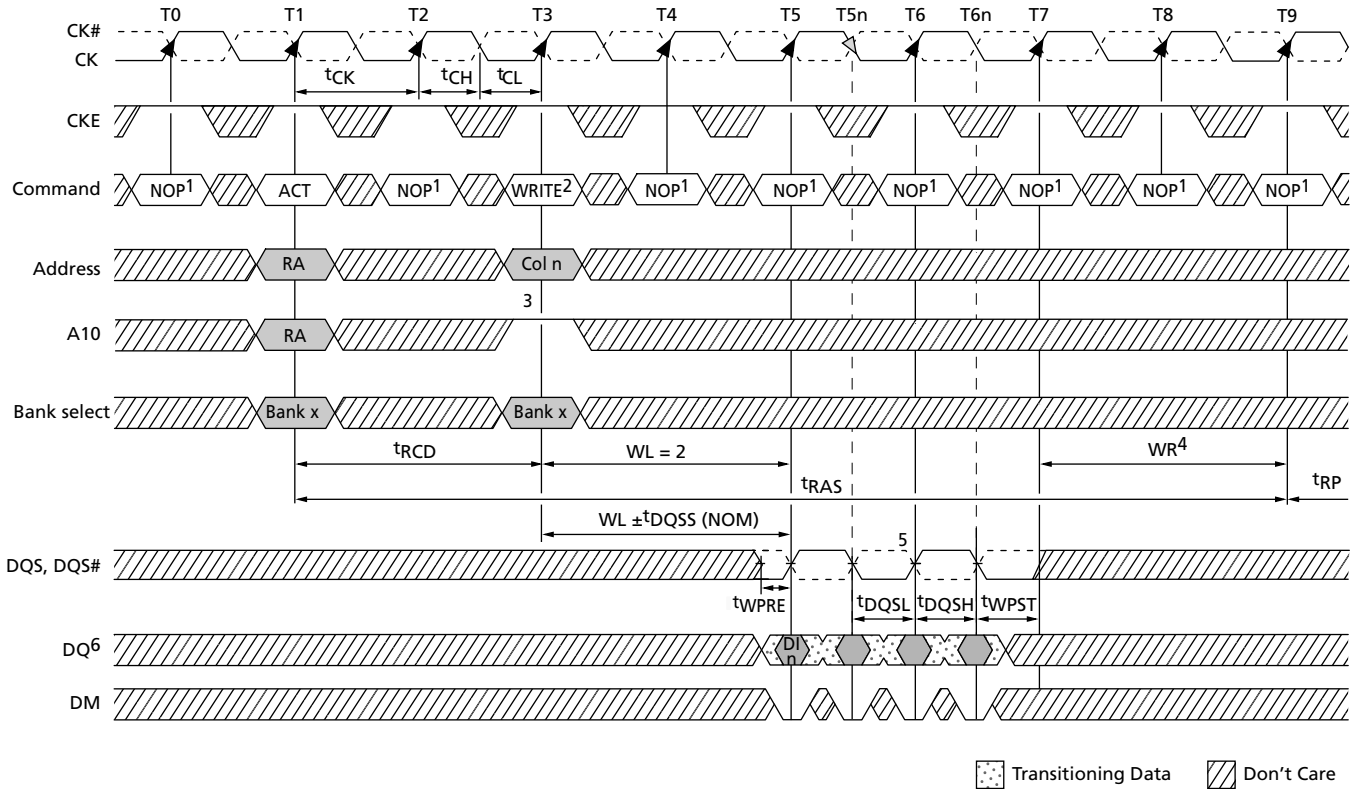 T0 T1 T2 T3 T4 T5 T5n T6 T6n T7 T8 T9
CK#
CK
tCK tCH tCL
CKE
Command NOP1 ACT NOP1 WRITE2 NOP1 NOP1 NOP1 NOP1 NOP1 NOP1
Address RA Col n
3
A10 RA
Bank select Bank x Bank x
tRCD WL = 2 WR4
tRAS tRP
WL ±tDQSS (NOM)
5
DQS, DQS#
tWPRE tDQSL tDQSH tWPST
DQ6 DI
n
DM
Transitioning Data Don't Care